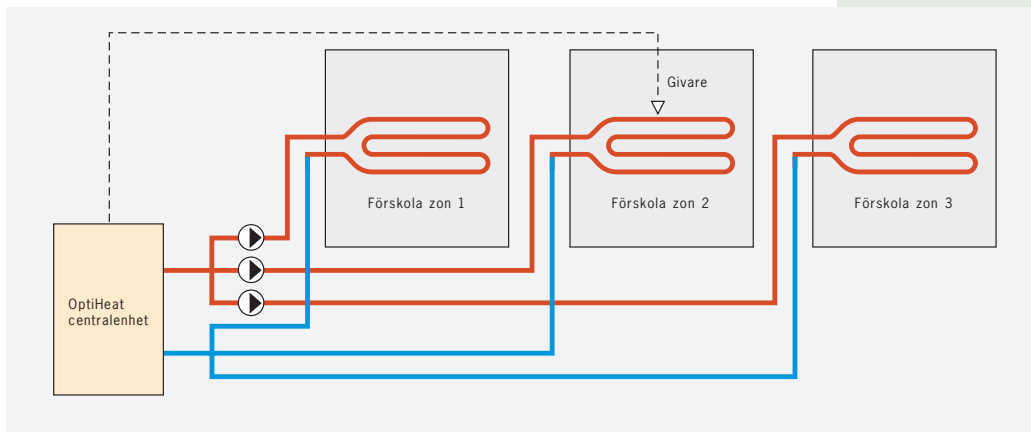 Givare
Förskola zon 1
Förskola zon 2
Förskola zon 3
OptiHeat
centralenhet